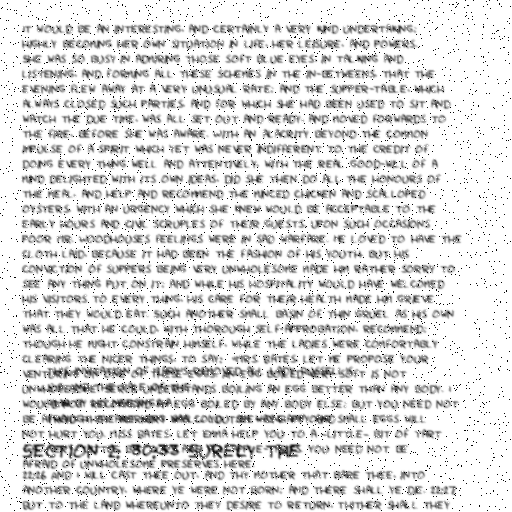 IT WOULD BE AN INTERESTING, AND CERTAINLY A VERY KIND UNDERTAKING;
HIGHLY BECOMING HER OWN SITUATION IN LIFE, HER LEISURE, AND POWERS.
SHE WAS SO BUSY IN ADMIRING THOSE SOFT BLUE EYES, IN TALKING AND
LISTENING, AND FORMING ALL THESE SCHEMES IN THE IN-BETWEENS, THAT THE
EVENING FLEW AWAY AT A VERY UNUSUAL RATE; AND THE SUPPER-TABLE, WHICH
ALWAYS CLOSED SUCH PARTIES, AND FOR WHICH SHE HAD BEEN USED TO SIT AND
WATCH THE DUE TIME, WAS ALL SET OUT AND READY, AND MOVED FORWARDS TO
THE FIRE, BEFORE SHE WAS AWARE. WITH AN ALACRITY BEYOND THE COMMON
IMPULSE OF A SPIRIT WHICH YET WAS NEVER INDIFFERENT TO THE CREDIT OF
DOING EVERY THING WELL AND ATTENTIVELY, WITH THE REAL GOOD-WILL OF A
MIND DELIGHTED WITH ITS OWN IDEAS, DID SHE THEN DO ALL THE HONOURS OF
THE MEAL, AND HELP AND RECOMMEND THE MINCED CHICKEN AND SCALLOPED
OYSTERS, WITH AN URGENCY WHICH SHE KNEW WOULD BE ACCEPTABLE TO THE
EARLY HOURS AND CIVIL SCRUPLES OF THEIR GUESTS. UPON SUCH OCCASIONS
POOR MR. WOODHOUSE'S FEELINGS WERE IN SAD WARFARE. HE LOVED TO HAVE THE
CLOTH LAID, BECAUSE IT HAD BEEN THE FASHION OF HIS YOUTH, BUT HIS
CONVICTION OF SUPPERS BEING VERY UNWHOLESOME MADE HIM RATHER SORRY TO
SEE ANY THING PUT ON IT; AND WHILE HIS HOSPITALITY WOULD HAVE WELCOMED
HIS VISITORS TO EVERY THING, HIS CARE FOR THEIR HEALTH MADE HIM GRIEVE
THAT THEY WOULD EAT. SUCH ANOTHER SMALL BASIN OF THIN GRUEL AS HIS OWN
WAS ALL THAT HE COULD, WITH THOROUGH SELF-APPROBATION, RECOMMEND;
THOUGH HE MIGHT CONSTRAIN HIMSELF, WHILE THE LADIES WERE COMFORTABLY
CLEARING THE NICER THINGS, TO SAY: "MRS. BATES, LET ME PROPOSE YOUR
VENTURING ON ONE OF THESE EGGS. AN EGG BOILED VERY SOFT IS NOT
UNWHOLESOME. UNDERSTANDS BOILING AN EGG BETTER THAN ANY BODY. I
WOULD NOT RECOMMEND AN EGG BOILED BY ANY BODY ELSE; BUT YOU NEED NOT
BE SMALL EGGS WILL
NOT HURT YOU. MISS BATES, LET EMMA HELP YOU TO A LITTLE BIT OF TART
SECTION 2, 30-33 SURELY THE YOU NEED NOT BE
AFRAID OF UNWHOLESOME PRESERVES HERE.
22:26 AND I WILL CAST THEE OUT, AND THY MOTHER THAT BARE THEE, INTO
ANOTHER COUNTRY, WHERE YE WERE NOT BORN; AND THERE SHALL YE DIE. 22:27
BUT TO THE LAND WHEREUNTO THEY DESIRE TO RETURN, THITHER SHALL THEY